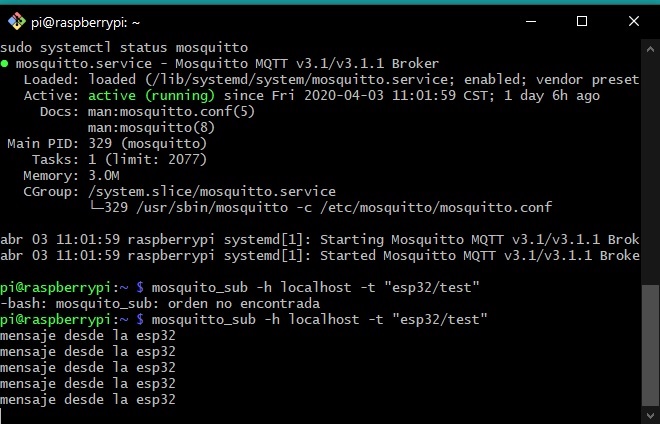 pi@raspberrypi: ~
sudo systemctl status mosquitto
● mosquitto.service - Mosquitto MQTT v3.1/v3.1.1 Broker
   Loaded: loaded (/lib/systemd/system/mosquitto.service; enabled; vendor preset
   Active: active (running) since Fri 2020-04-03 11:01:59 CST; 1 day 6h ago
     Docs: man:mosquitto.conf(5)
           man:mosquitto(8)
 Main PID: 329 (mosquitto)
    Tasks: 1 (limit: 2077)
   Memory: 3.0M
   CGroup: /system.slice/mosquitto.service
           └─329 /usr/sbin/mosquitto -c /etc/mosquitto/mosquitto.conf
abr 03 11:01:59 raspberrypi systemd[1]: Starting Mosquitto MQTT v3.1/v3.1.1 Brok
abr 03 11:01:59 raspberrypi systemd[1]: Started Mosquitto MQTT v3.1/v3.1.1 Broke
pi@raspberrypi:~ $ mosquito_sub -h localhost -t "esp32/test"
-bash: mosquito_sub: orden no encontrada
pi@raspberrypi:~ $ mosquitto_sub -h localhost -t "esp32/test"
mensaje desde la esp32
mensaje desde la esp32
mensaje desde la esp32
mensaje desde la esp32
mensaje desde la esp32